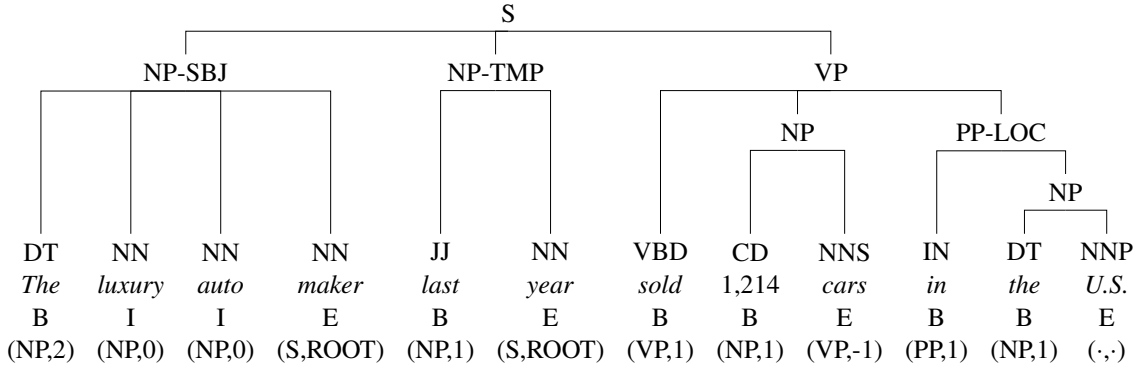 S
NP-SBJ NP-TMP VP
NP PP-LOC
NP
DT NN NN NN JJ NN VBD CD NNS IN DT NNP
The luxury auto maker last year sold 1,214 cars in the U.S.
B I I E B E B B E B B E
(NP,2) (NP,0) (NP,0) (S,ROOT) (NP,1) (S,ROOT) (VP,1) (NP,1) (VP,-1) (PP,1) (NP,1) (·,·)